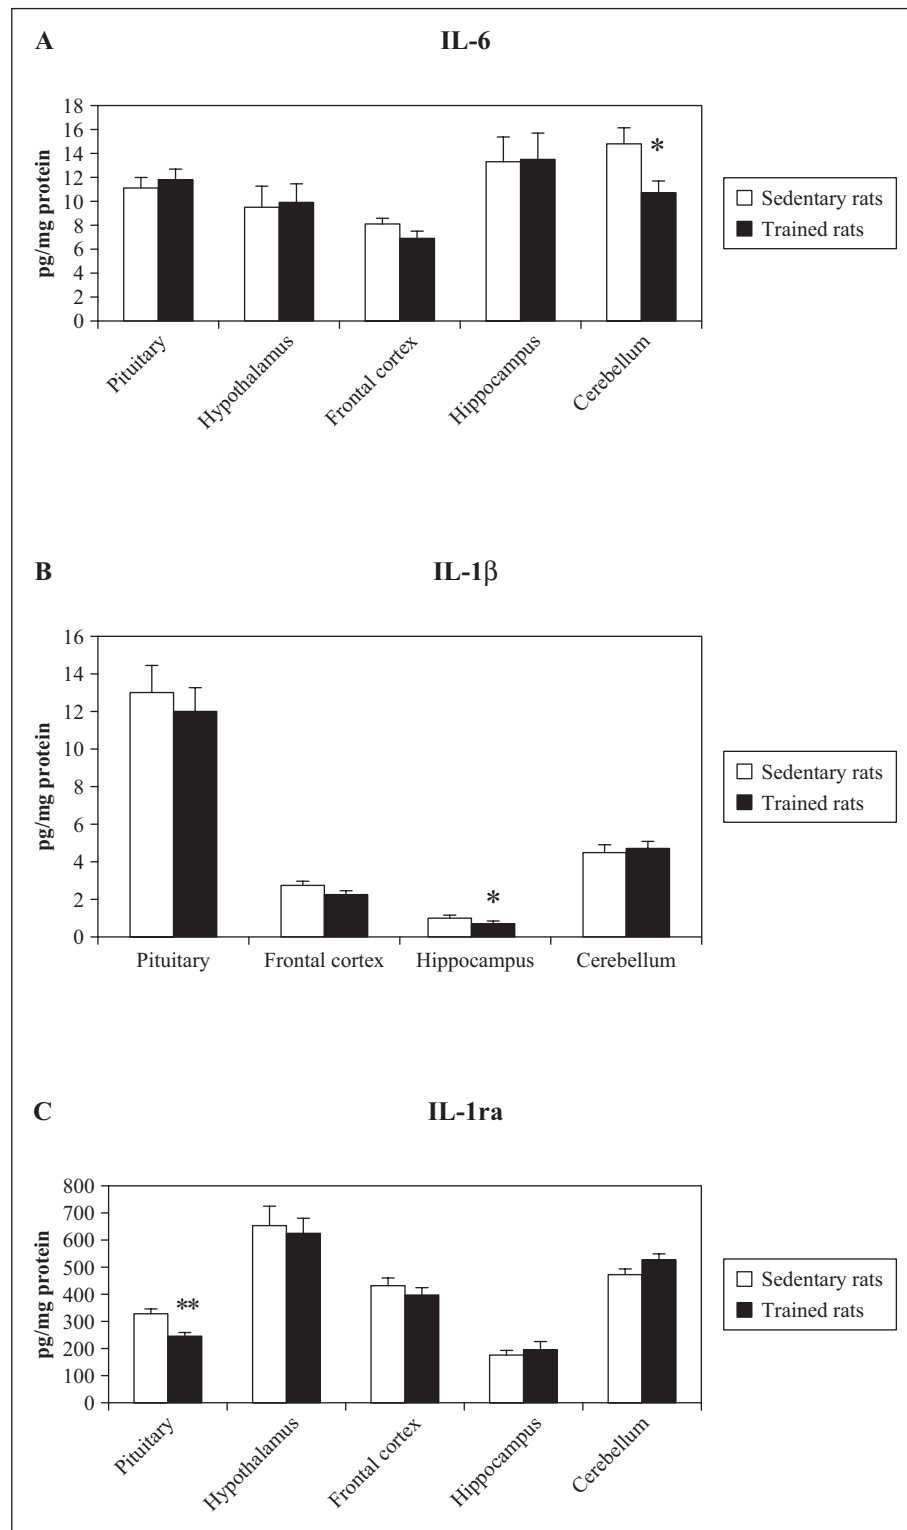 A IL-6
18
16
14
12
10
8
6
4
2
0
pg/mg protein
*
Pituitary
Hypothalamus
Frontal cortex
Hippocampus
Cerebellum
Sedentary rats
Trained rats
B IL-1β
16
14
12
10
8
6
4
2
0
pg/mg protein
*
Pituitary Frontal cortex Hippocampus Cerebellum
Sedentary rats
Trained rats
C IL-1ra
800
700
600
500
400
300
200
100
0
pg/mg protein
**
Pituitary
Hypothalamus
Frontal cortex
Hippocampus
Cerebellum
Sedentary rats
Trained rats